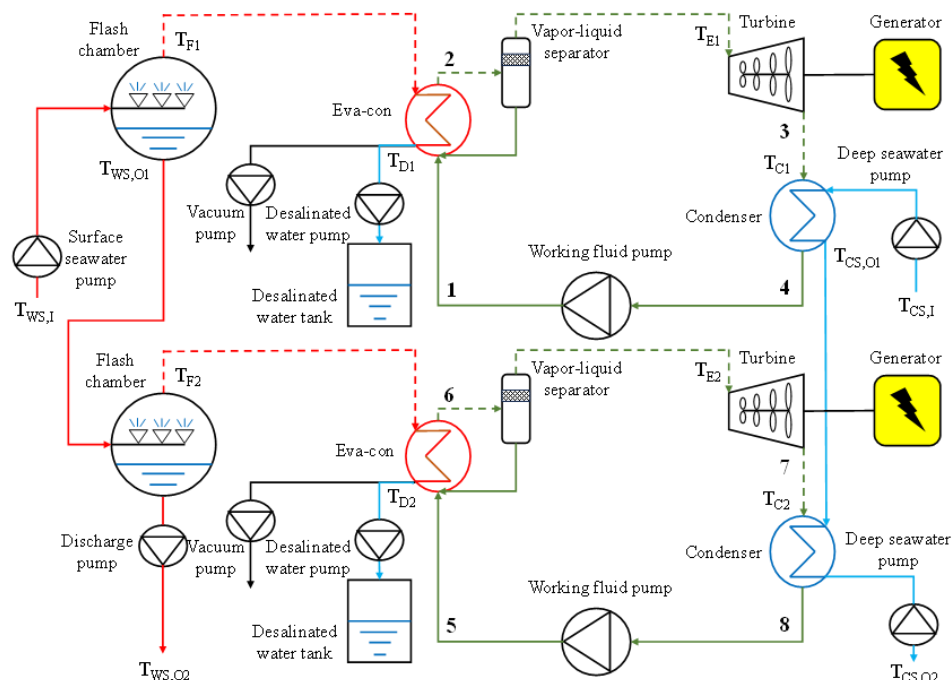 Flash
chamber
T_F1
Vapor-liquid
separator
T_E1
Turbine
Generator
2
Eva-con
3
T_WS,O1
T_D1
T_C1
Deep seawater
pump
Surface
seawater
pump
Vacuum
pump
Desalinated
water pump
Condenser
Working fluid pump
T_CS,O1
T_WS,I
Desalinated
water tank
1
4
T_CS,I
Flash
chamber
T_F2
Vapor-liquid
separator
T_E2
Turbine
Generator
6
Eva-con
7
T_D2
T_C2
Discharge
pump
Vacuum
pump
Desalinated
water pump
Condenser
Deep seawater
pump
Working fluid pump
Desalinated
water tank
5
8
T_WS,O2
T_CS,O2